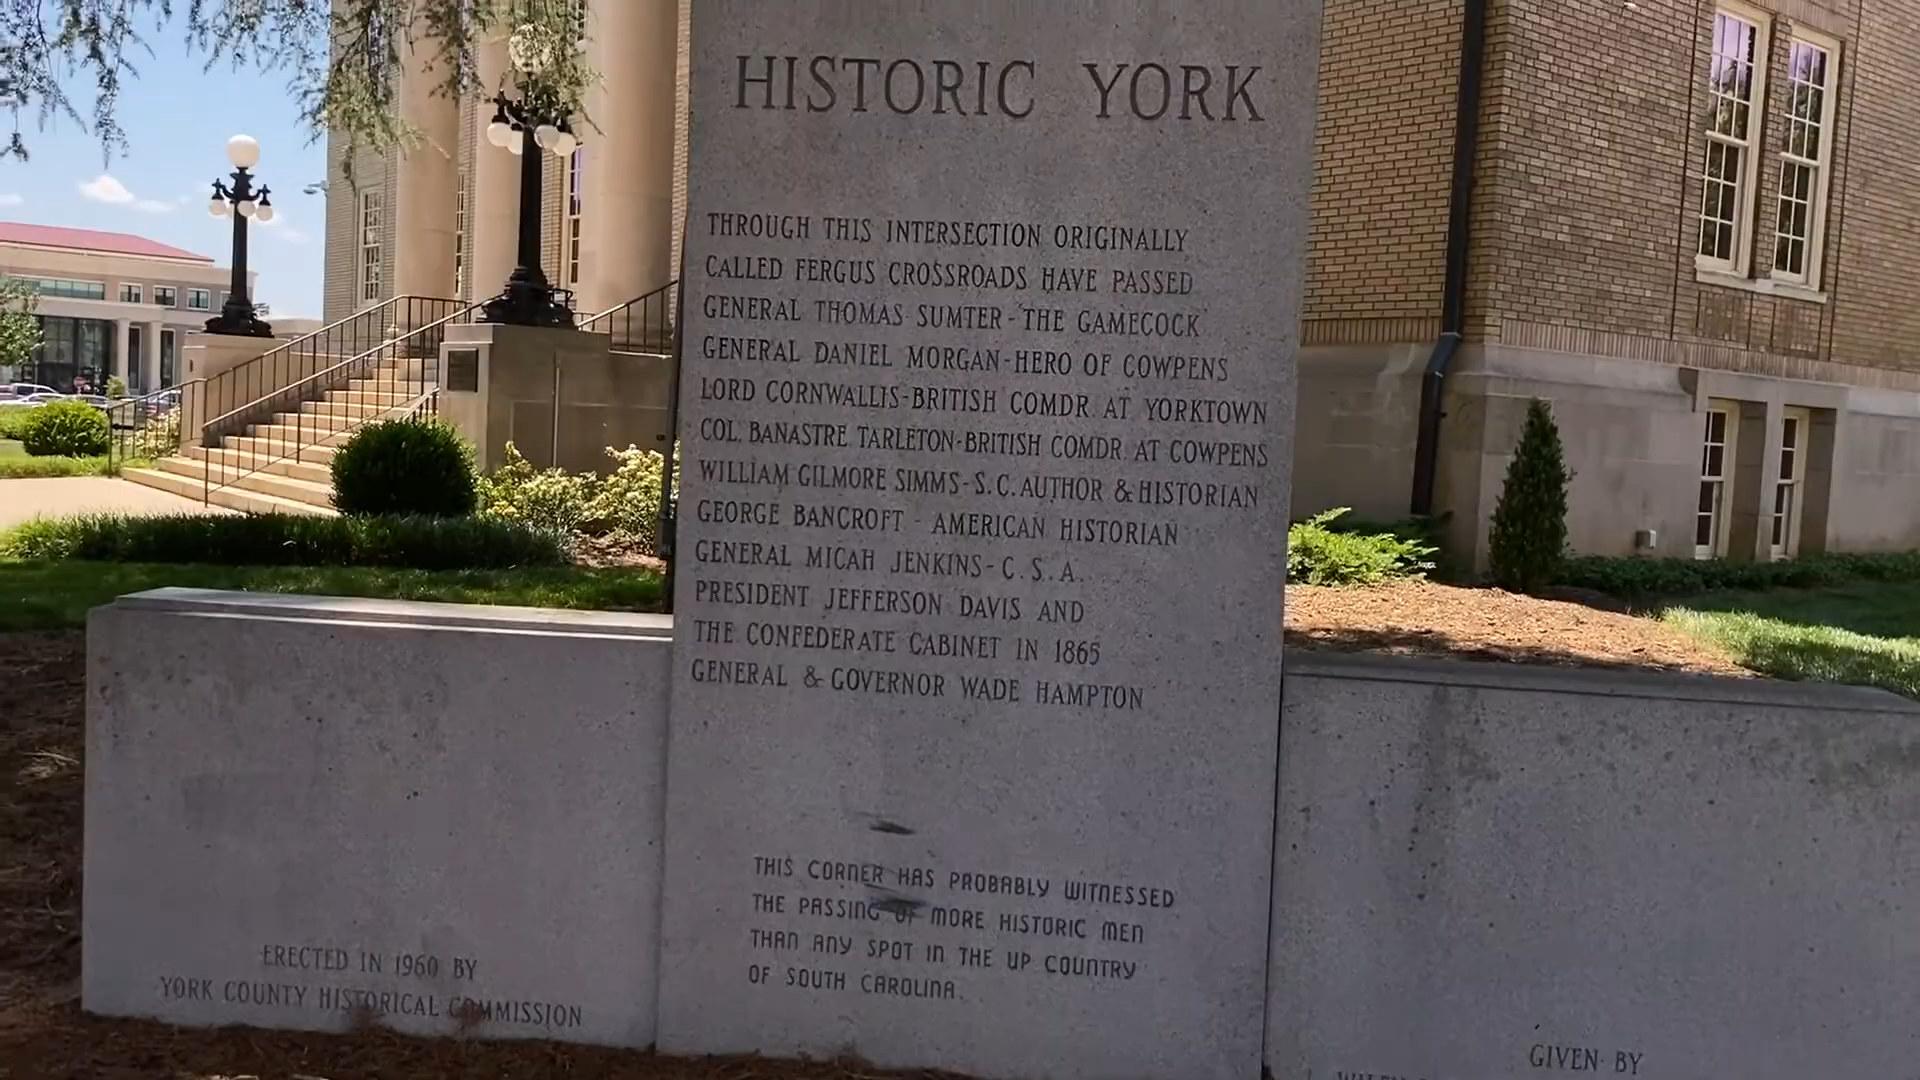 HISTORIC YORK
THROUGH THIS INTERSECTION ORIGINALLY
CALLED FERGUS CROSSROADS HAVE PASSED
GENERAL THOMAS SUMTER-"THE GAMECOCK"
GENERAL DANIEL MORGAN-HERO OF COWPENS
LORD CORNWALLIS-BRITISH COMDR. AT YORKTOWN
COL. BANASTRE TARLETON-BRITISH COMDR. AT COWPENS
WILLIAM GILMORE SIMMS-S.C. AUTHOR & HISTORIAN
GEORGE BANCROFT - AMERICAN HISTORIAN
GENERAL MICAH JENKINS-C.S.A.
PRESIDENT JEFFERSON DAVIS AND
THE CONFEDERATE CABINET IN 1865
GENERAL & GOVERNOR WADE HAMPTON
THIS CORNER HAS PROBABLY WITNESSED
THE PASSING OF MORE HISTORIC MEN
THAN ANY SPOT IN THE UP COUNTRY
OF SOUTH CAROLINA.
ERECTED IN 1960 BY
YORK COUNTY HISTORICAL COMMISSION
GIVEN BY